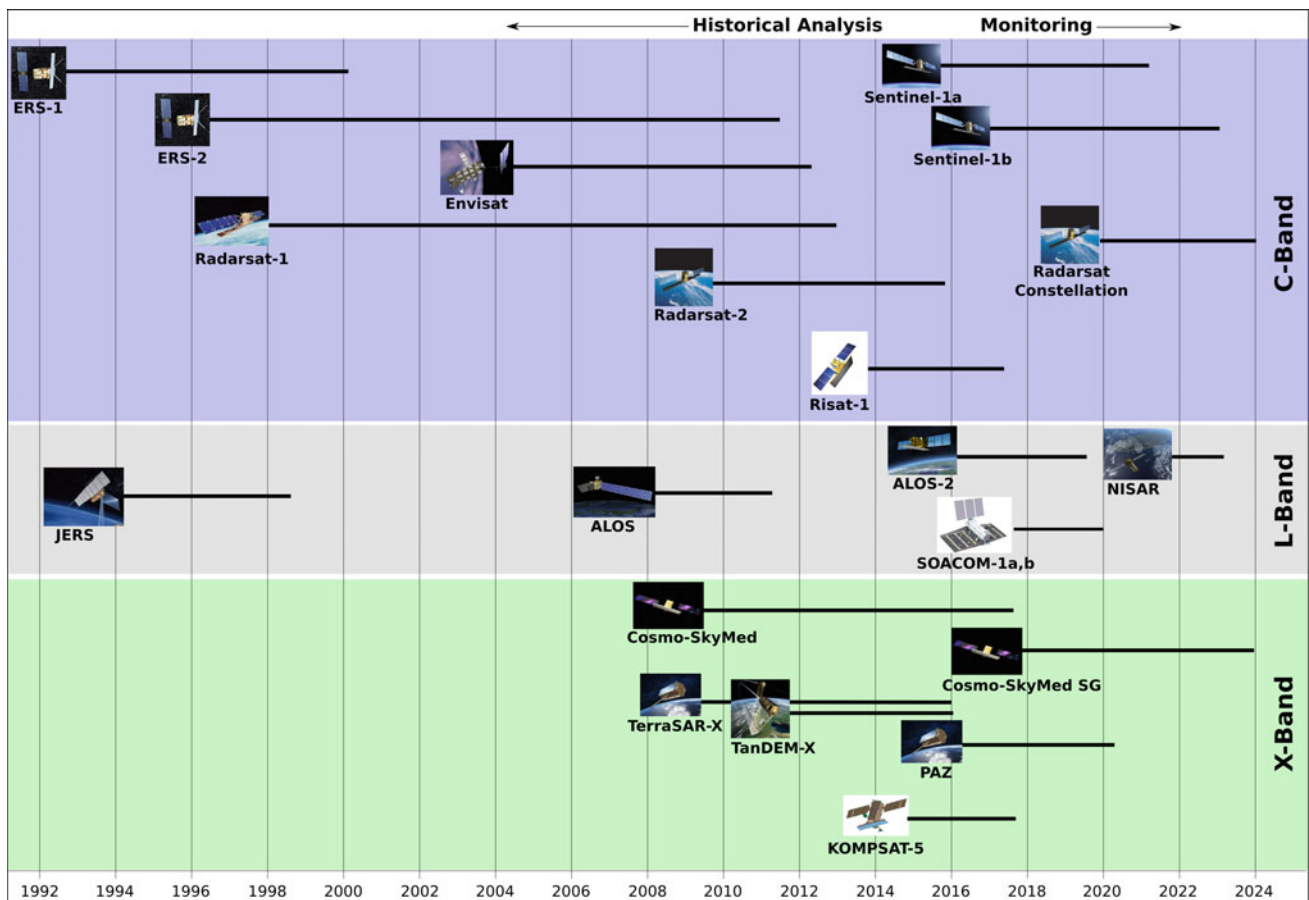 Historical Analysis
Monitoring
ERS-1
Sentinel-1a
ERS-2
Sentinel-1b
Envisat
Radarsat-1
Radarsat
Constellation
Radarsat-2
Risat-1
C-Band
ALOS-2
NISAR
JERS
ALOS
SOACOM-1a,b
L-Band
Cosmo-SkyMed
Cosmo-SkyMed SG
TerraSAR-X
TanDEM-X
PAZ
KOMPSAT-5
X-Band
1992 1994 1996 1998 2000 2002 2004 2006 2008 2010 2012 2014 2016 2018 2020 2022 2024